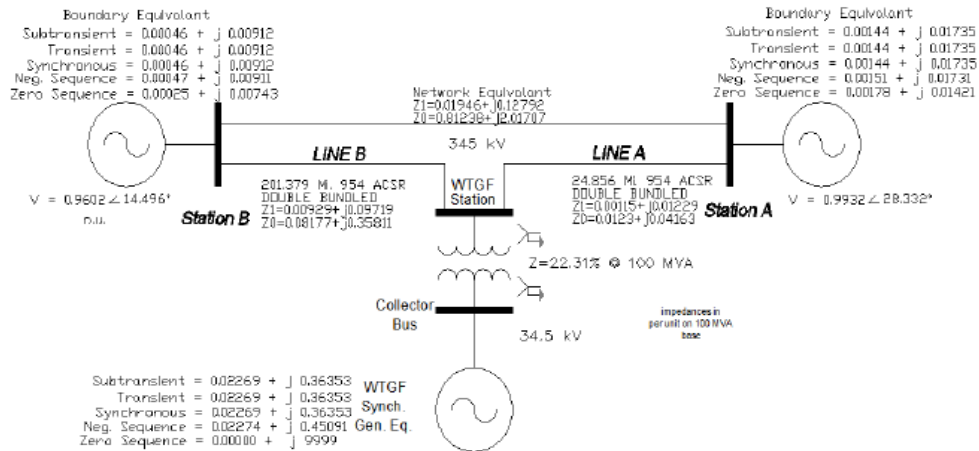 Boundary Equivalant
Subtransient = 0.00046 + j 0.00912
Transient = 0.00046 + j 0.00912
Synchronous = 0.00046 + j 0.00912
Neg. Sequence = 0.00047 + j 0.00911
Zero Sequence = 0.00025 + j 0.00743
Boundary Equivalant
Subtransient = 0.00144 + j 0.01735
Transient = 0.00144 + j 0.01735
Synchronous = 0.00144 + j 0.01735
Neg. Sequence = 0.00151 + j 0.01731
Zero Sequence = 0.00178 + j 0.01421
Network Equivalant
Z1=0.01946+j0.12792
Z0=0.81238+j2.01707
345 kV
LINE B
LINE A
201.379 Mi. 954 ACSR
DOUBLE BUNDLED
Z1=0.00929+j0.09719
Z0=0.08177+j0.35811
WTGF
Station
24.856 Mi. 954 ACSR
DOUBLE BUNDLED
Z1=0.00115+j0.01229
Z0=0.0123+j0.04163
V = 0.9602∠14.496°
p.u.
Station B
Station A
V = 0.9932∠28.332°
Z=22.31% @ 100 MVA
Collector
Bus
34.5 kV
impedances in
per unit on 100 MVA
base
Subtransient = 0.02269 + j 0.36353
Transient = 0.02269 + j 0.36353
Synchronous = 0.02269 + j 0.36353
Neg. Sequence = 0.02274 + j 0.45091
Zero Sequence = 0.00000 + j 9999
WTGF
Synch.
Gen. Eq.